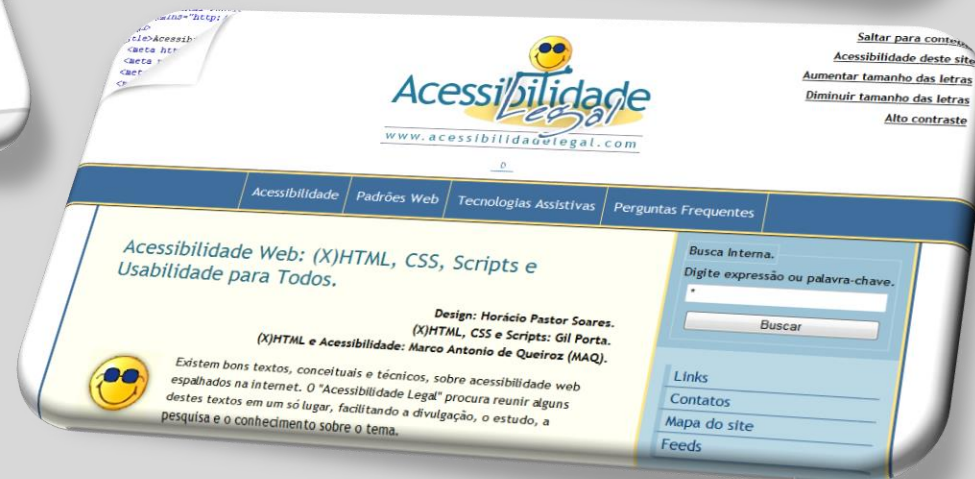 Saltar para
Acessibilidade deste site
Aumentar tamanho das letras
Diminuir tamanho das letras
Alto contraste
Acessibilidade
Legal
www.acessibilidadelegal.com
Acessibilidade
Padrões Web
Tecnologias Assistivas
Perguntas Frequentes
Acessibilidade Web: (X)HTML, CSS, Scripts e
Usabilidade para Todos.
Design: Horácio Pastor Soares.
(X)HTML, CSS e Scripts: Gil Porta.
(X)HTML e Acessibilidade: Marco Antonio de Queiroz (MAQ).
Existem bons textos, conceituais e técnicos, sobre acessibilidade web
espalhados na internet. O "Acessibilidade Legal" procura reunir alguns
destes textos em um só lugar, facilitando a divulgação, o estudo, a
pesquisa e o conhecimento sobre o tema.
Busca Interna.
Digite expressão ou palavra-chave.
*
Buscar
Links
Contatos
Mapa do site
Feeds